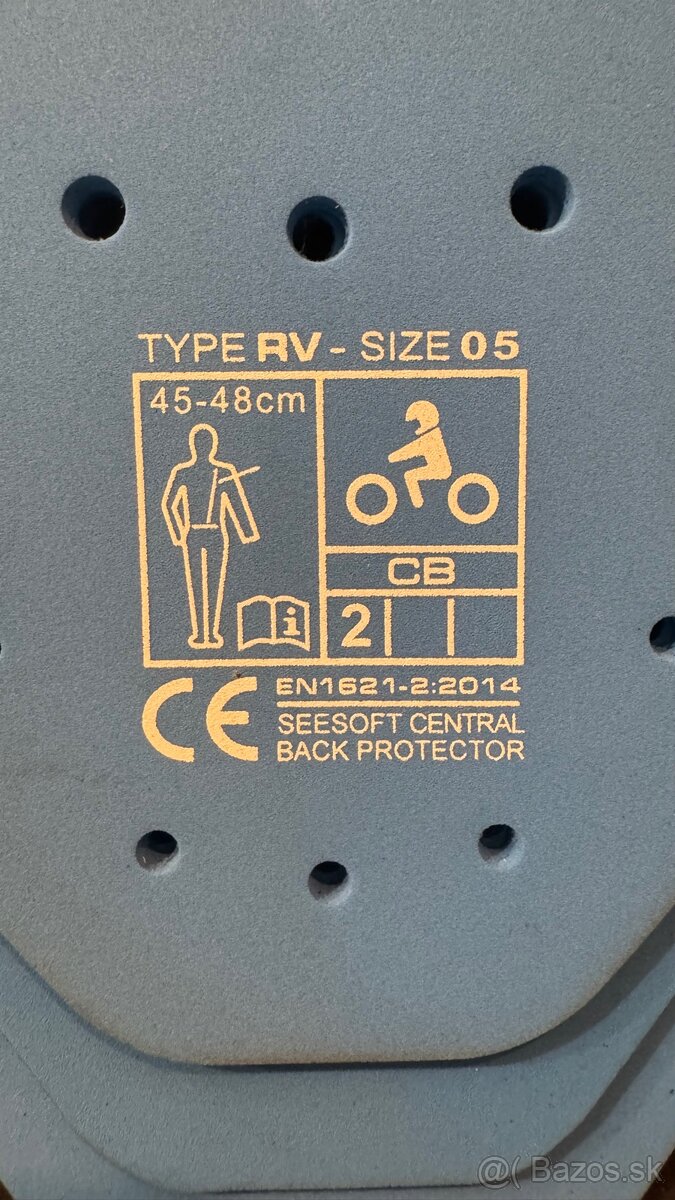 TYPE RV - SIZE 05
45-48cm
i
CB
2
CE EN1621-2:2014
SEESOFT CENTRAL
BACK PROTECTOR
@( Bazos.sk